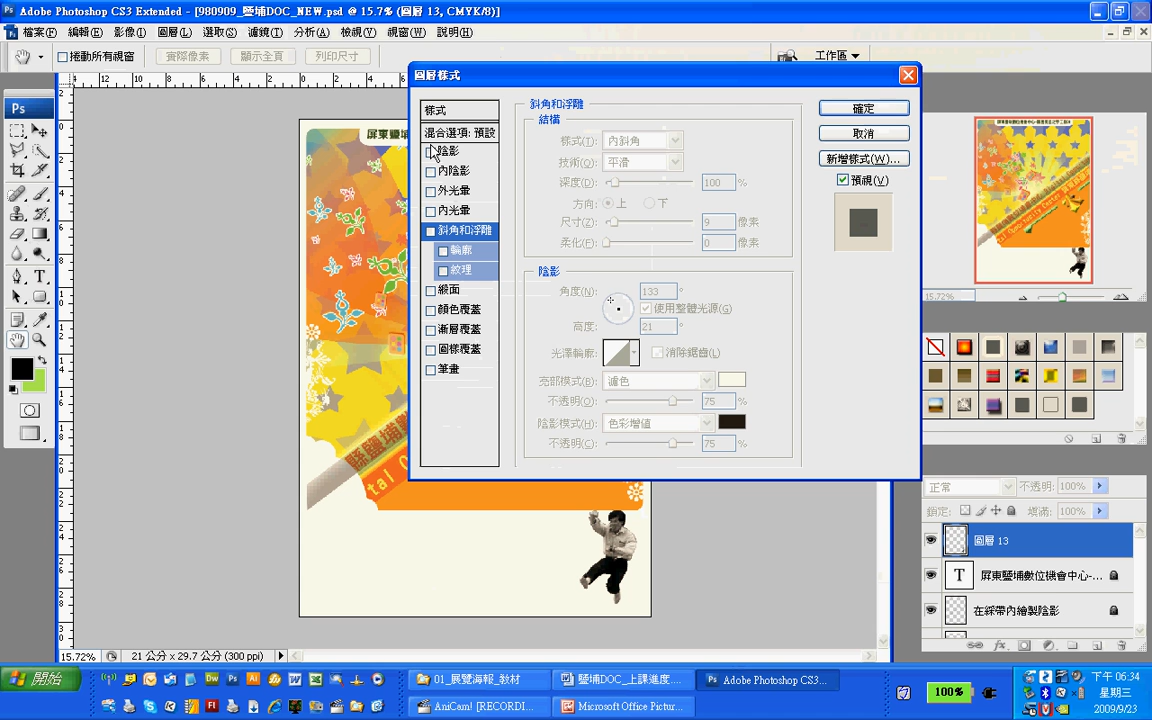 Adobe Photoshop CS3 Extended - [980909_鹽埔DOC_NEW.psd @ 15.7% (圖層 13, CMYK/8)]
檔案(F) 編輯(E) 影像(I) 圖層(L) 選取(S) 濾鏡(T) 分析(A) 檢視(V) 視窗(W) 說明(H)
捲動所有視窗 實際像素 顯示全頁 列印尺寸 工作區
圖層樣式
樣式
混合選項: 預設
陰影
內陰影
外光暈
內光暈
斜角和浮雕
輪廓
紋理
緞面
顏色覆蓋
漸層覆蓋
圖樣覆蓋
筆畫
斜角和浮雕
結構
樣式(T): 內斜角
技術(Q): 平滑
深度(D): 100 %
方向: 上 下
尺寸(Z): 9 像素
柔化(F): 0 像素
陰影
角度(N): 133 °
使用整體光源(G)
高度: 21 °
光澤輪廓: 消除鋸齒(L)
亮部模式(B): 濾色
不透明(O): 75 %
陰影模式(H): 色彩增值
不透明(C): 75 %
確定
取消
新增樣式(W)...
預視(V)
15.72%
正常 不透明: 100%
鎖定: 填滿: 100%
圖層 13
T 屏東鹽埔數位機會中心-...
在綵帶內繪製陰影
縣鹽埔數
tal O
15.72% 21 公分 x 29.7 公分 (300 ppi)
開始
01_展覽海報_教材
鹽埔DOC_上課進度....
Adobe Photoshop CS3...
AniCam! [RECORDI...
Microsoft Office Pictur...
100%
下午 06:34
星期三
2009/9/23